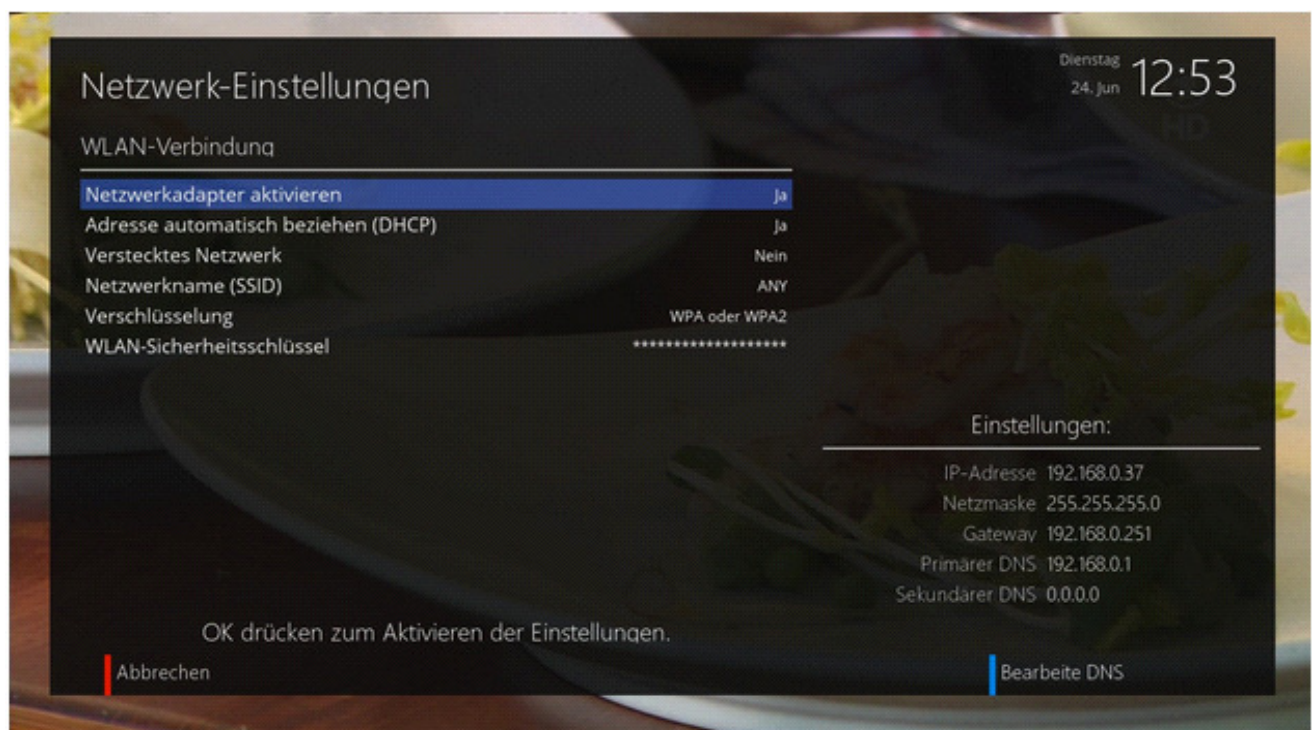 Netzwerk-Einstellungen
Dienstag
24. Jun
12:53
HD
WLAN-Verbindung
Netzwerkadapter aktivieren Ja
Adresse automatisch beziehen (DHCP) Ja
Verstecktes Netzwerk Nein
Netzwerkname (SSID) ANY
Verschlüsselung WPA oder WPA2
WLAN-Sicherheitsschlüssel *******************
Einstellungen:
IP-Adresse 192.168.0.37
Netzmaske 255.255.255.0
Gateway 192.168.0.251
Primärer DNS 192.168.0.1
Sekundärer DNS 0.0.0.0
OK drücken zum Aktivieren der Einstellungen.
Abbrechen
Bearbeite DNS